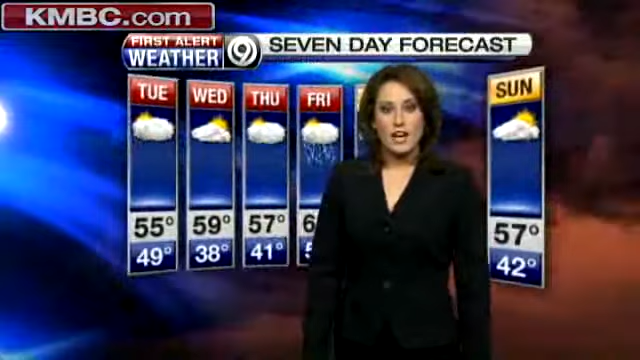 KMBC.com
FIRST ALERT
WEATHER 9
SEVEN DAY FORECAST
TUE WED THU FRI SUN
55° 59° 57° 57°
49° 38° 41° 42°